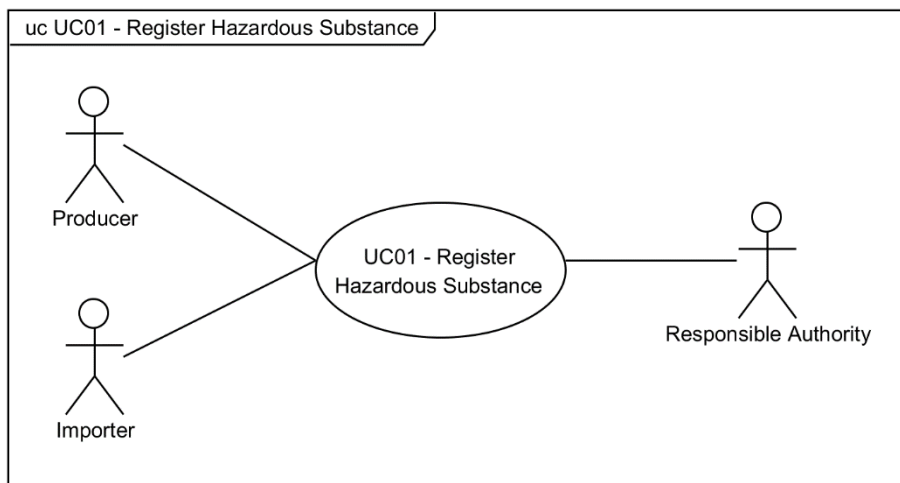 uc UC01 - Register Hazardous Substance
Producer
UC01 - Register
Hazardous Substance
Responsible Authority
Importer